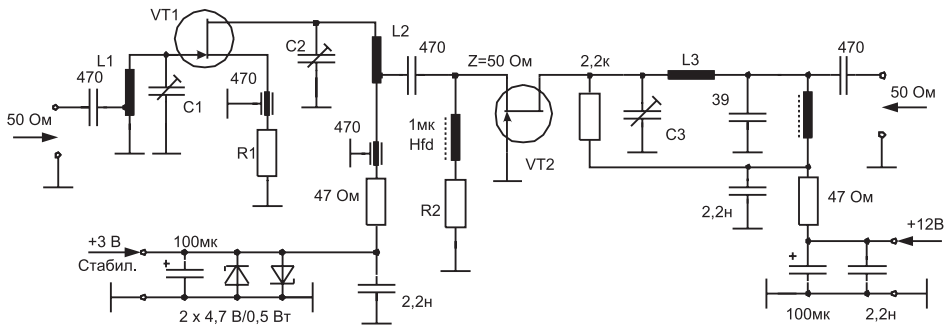 VT1
L2
470
Z=50 Ом
2,2к
L3
470
L1
C2
470
C1
470
50 Ом
50 Ом
R1
470
1мк
Hfd
VT2
C3
39
47 Ом
R2
2,2н
47 Ом
+3 В
Стабил.
100мк
+
+12В
+
2,2н
2 x 4,7 В/0,5 Вт
100мк
2,2н